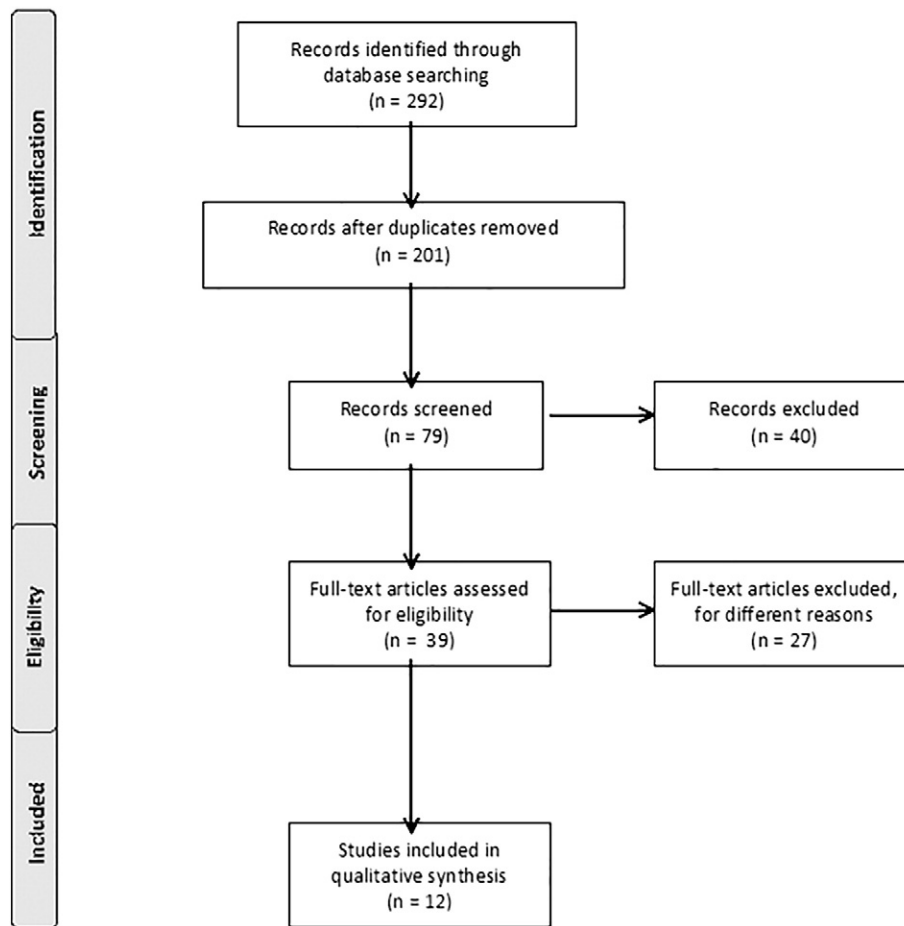 Identification
Records identified through
database searching
(n = 292)
Records after duplicates removed
(n = 201)
Screening
Records screened
(n = 79)
Records excluded
(n = 40)
Eligibility
Full-text articles assessed
for eligibility
(n = 39)
Full-text articles excluded,
for different reasons
(n = 27)
Included
Studies included in
qualitative synthesis
(n = 12)